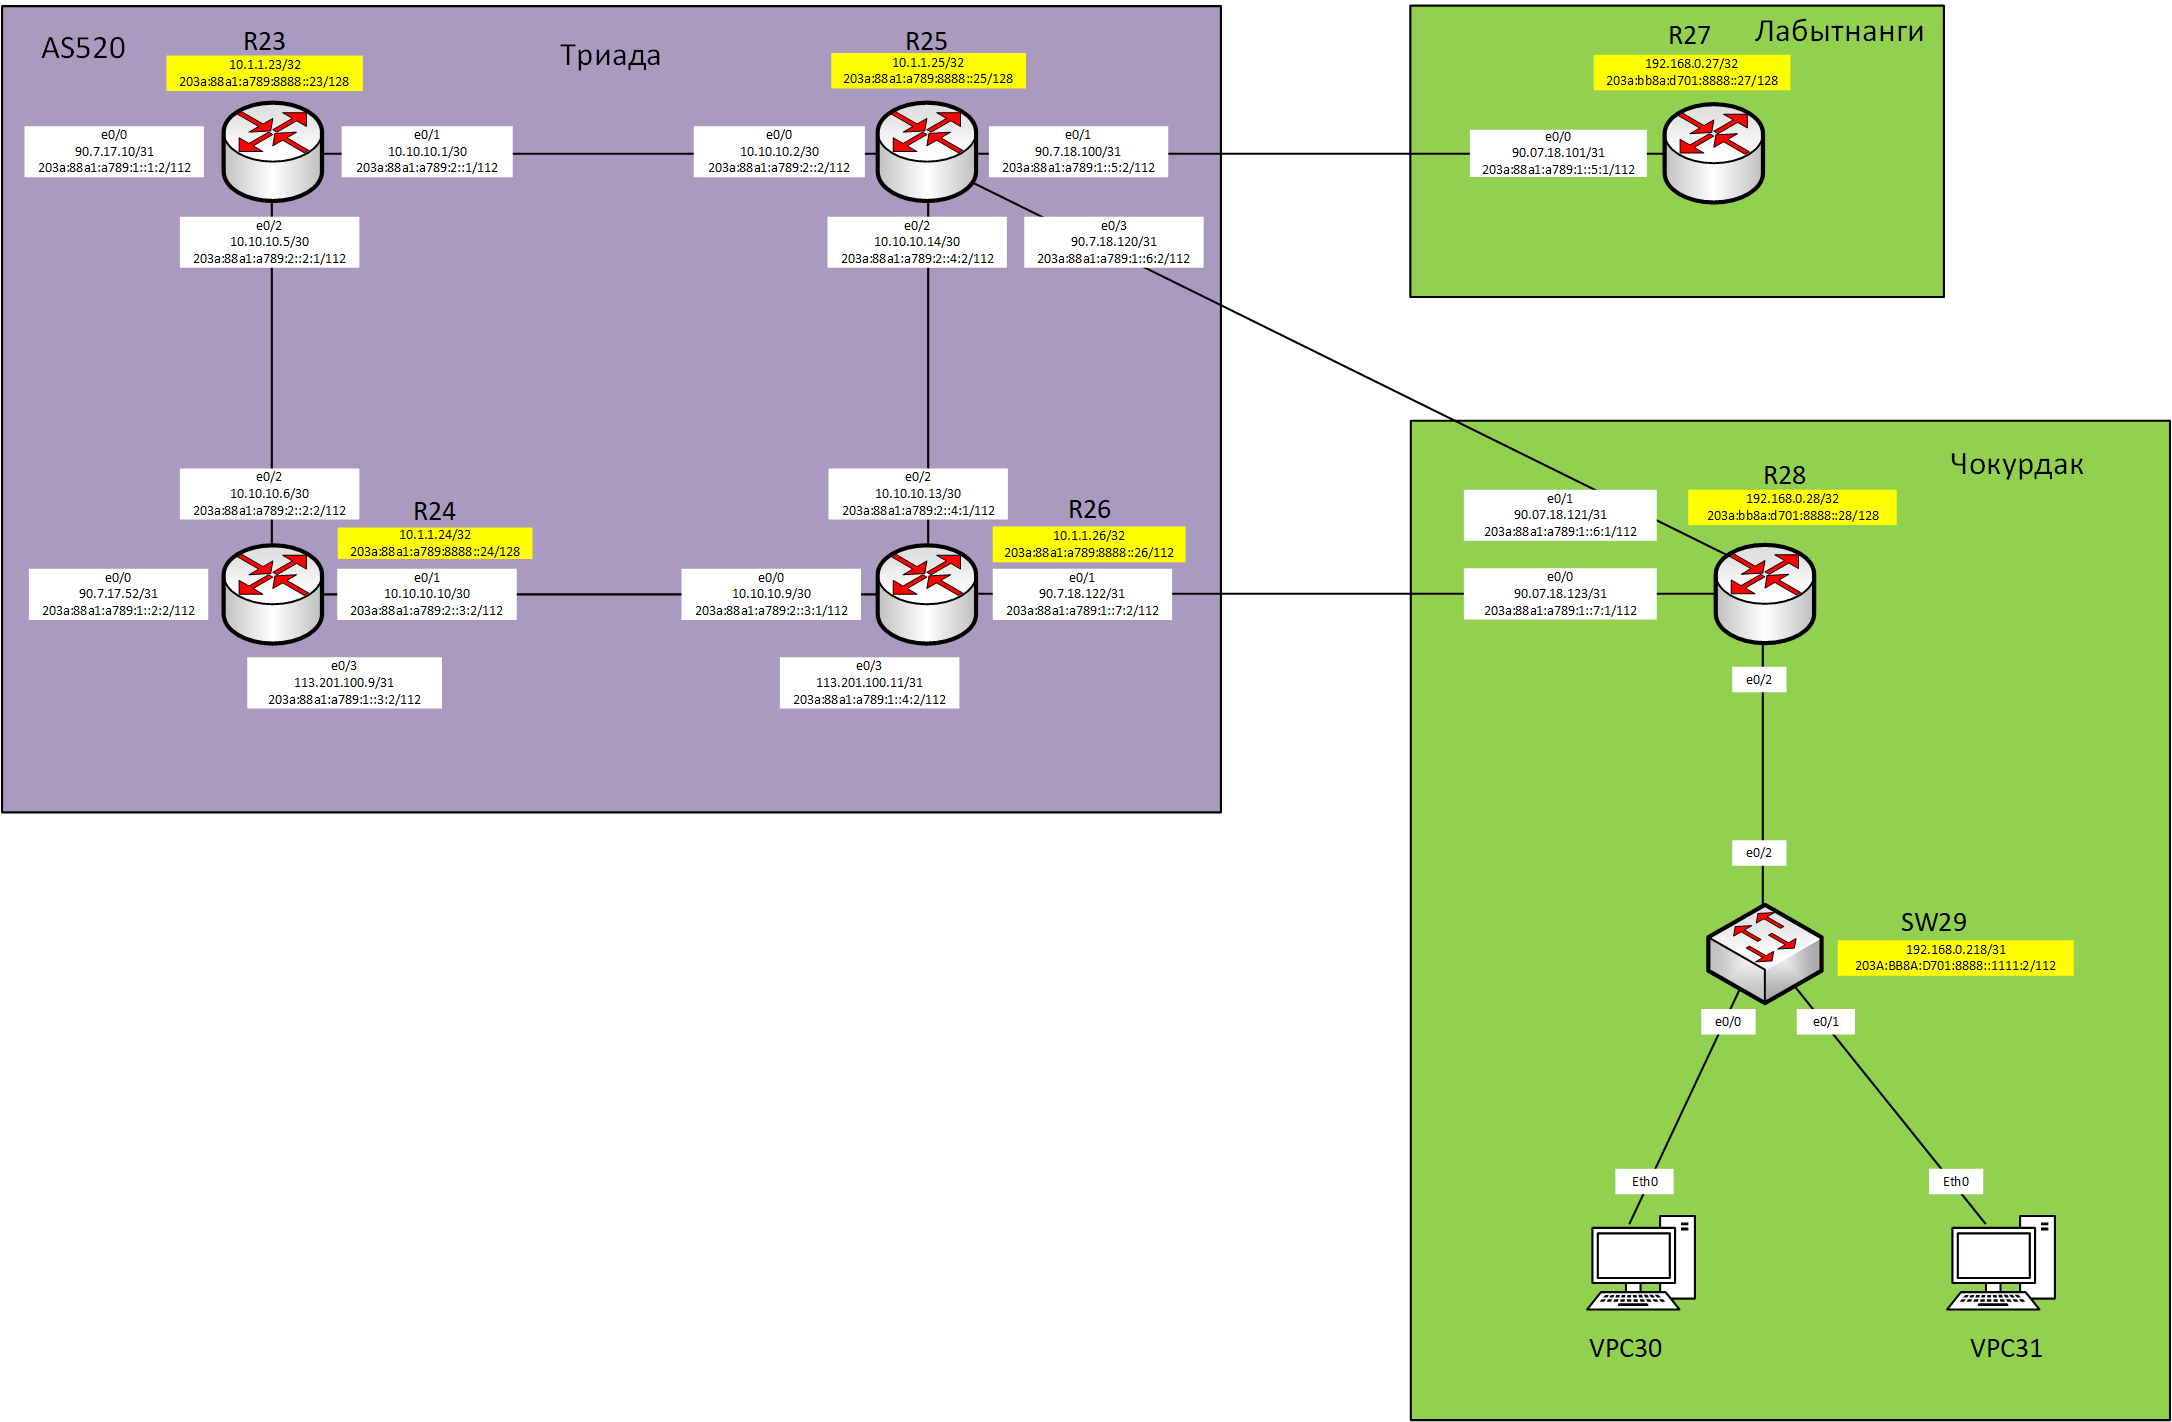 AS520
Триада
R23
10.1.1.23/32
203a:88a1:a789:8888::23/128
e0/0
90.7.17.10/31
203a:88a1:a789:1::1:2/112
e0/1
10.10.10.1/30
203a:88a1:a789:2::1/112
e0/2
10.10.10.5/30
203a:88a1:a789:2::2:1/112
R25
10.1.1.25/32
203a:88a1:a789:8888::25/128
e0/0
10.10.10.2/30
203a:88a1:a789:2::2/112
e0/1
90.7.18.100/31
203a:88a1:a789:1::5:2/112
e0/2
10.10.10.14/30
203a:88a1:a789:2::4:2/112
e0/3
90.7.18.120/31
203a:88a1:a789:1::6:2/112
Лабытнанги
R27
192.168.0.27/32
203a:bb8a:d701:8888::27/128
e0/0
90.07.18.101/31
203a:88a1:a789:1::5:1/112
e0/2
10.10.10.6/30
203a:88a1:a789:2::2:2/112
R24
10.1.1.24/32
203a:88a1:a789:8888::24/128
e0/0
90.7.17.52/31
203a:88a1:a789:1::2:2/112
e0/1
10.10.10.10/30
203a:88a1:a789:2::3:2/112
e0/3
113.201.100.9/31
203a:88a1:a789:1::3:2/112
e0/2
10.10.10.13/30
203a:88a1:a789:2::4:1/112
R26
10.1.1.26/32
203a:88a1:a789:8888::26/112
e0/0
10.10.10.9/30
203a:88a1:a789:2::3:1/112
e0/1
90.7.18.122/31
203a:88a1:a789:1::7:2/112
e0/3
113.201.100.11/31
203a:88a1:a789:1::4:2/112
Чокурдак
R28
192.168.0.28/32
203a:bb8a:d701:8888::28/128
e0/1
90.07.18.121/31
203a:88a1:a789:1::6:1/112
e0/0
90.07.18.123/31
203a:88a1:a789:1::7:1/112
e0/2
e0/2
SW29
192.168.0.218/31
203A:BB8A:D701:8888::1111:2/112
e0/0
e0/1
Eth0
Eth0
VPC30
VPC31